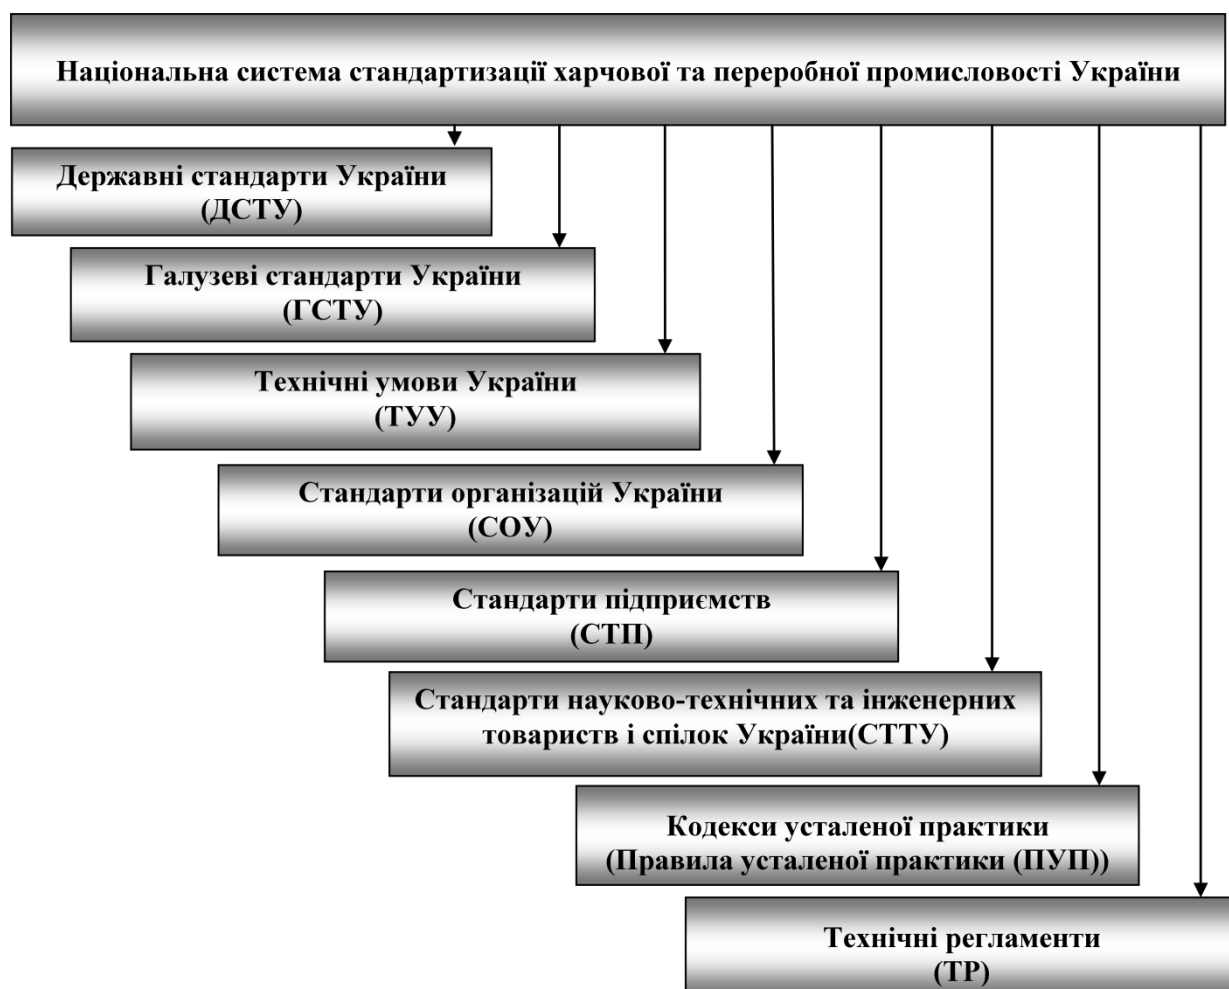 Національна система стандартизації харчової та переробної промисловості України
Державні стандарти України
(ДСТУ)
Галузеві стандарти України
(ГСТУ)
Технічні умови України
(ТУУ)
Стандарти організацій України
(СОУ)
Стандарти підприємств
(СТП)
Стандарти науково-технічних та інженерних
товариств і спілок України(СТТУ)
Кодекси усталеної практики
(Правила усталеної практики (ПУП))
Технічні регламенти
(ТР)